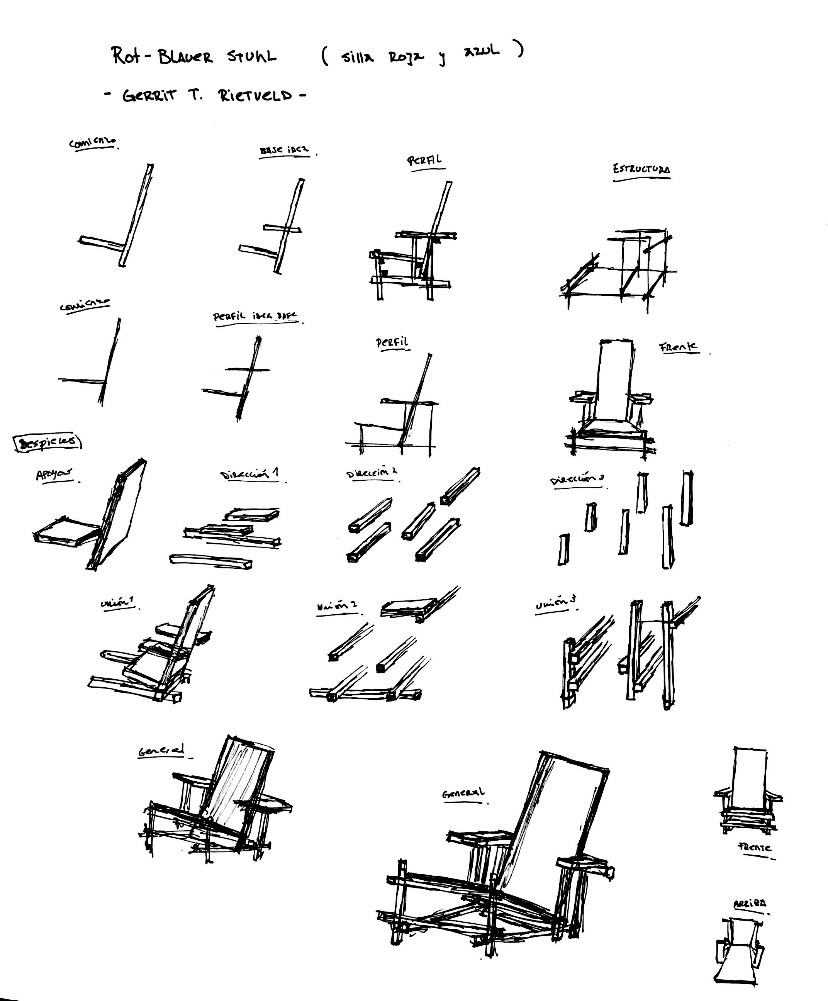 Rot-Blauer Stuhl (silla roja y azul)
- Gerrit T. Rietveld -
comienzo
Base idea
Perfil
Estructura
comienzo
Perfil idea base
Perfil
Frente
Despieces
Apoyos
Dirección 1
Dirección 2
Dirección 3
Unión 1
Unión 2
Unión 3
General
General
Frente
Arriba